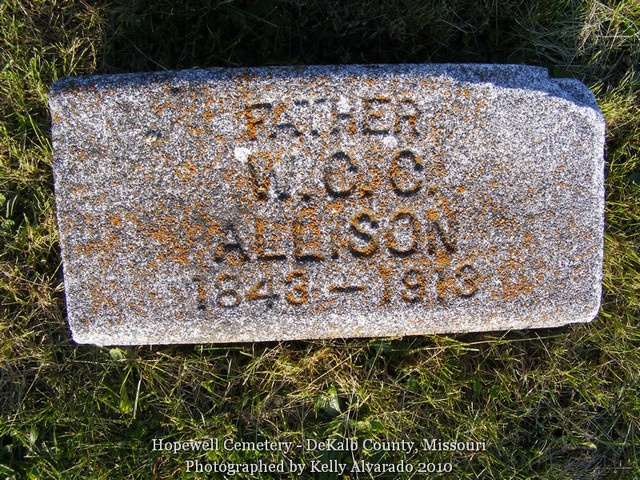 FATHER
W. C. C.
ALLISON
1843 - 1913
Hopewell Cemetery - DeKalb County, Missouri
Photographed by Kelly Alvarado 2010